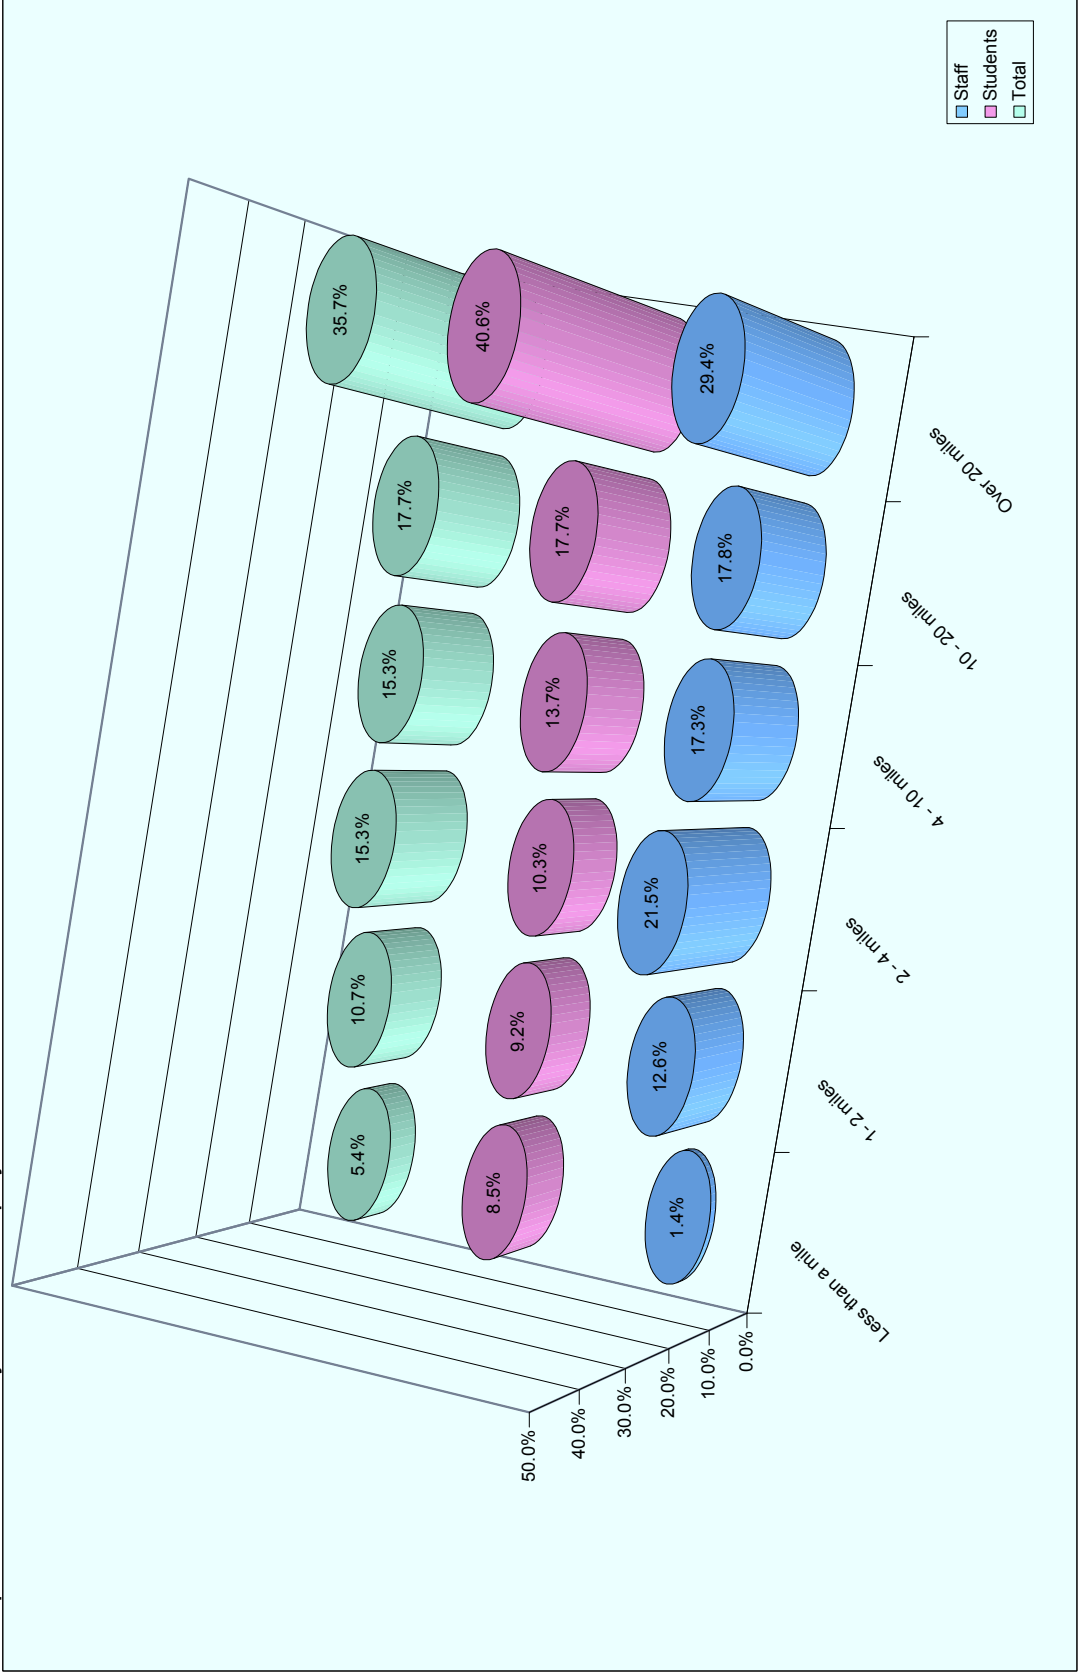 35.7%
17.7%
15.3%
15.3%
10.7%
5.4%
40.6%
17.7%
13.7%
10.3%
9.2%
8.5%
29.4%
17.8%
17.3%
21.5%
12.6%
1.4%
50.0%
40.0%
30.0%
20.0%
10.0%
0.0%
Less than a mile
1 - 2 miles
2 - 4 miles
4 - 10 miles
10 - 20 miles
Over 20 miles
Staff
Students
Total